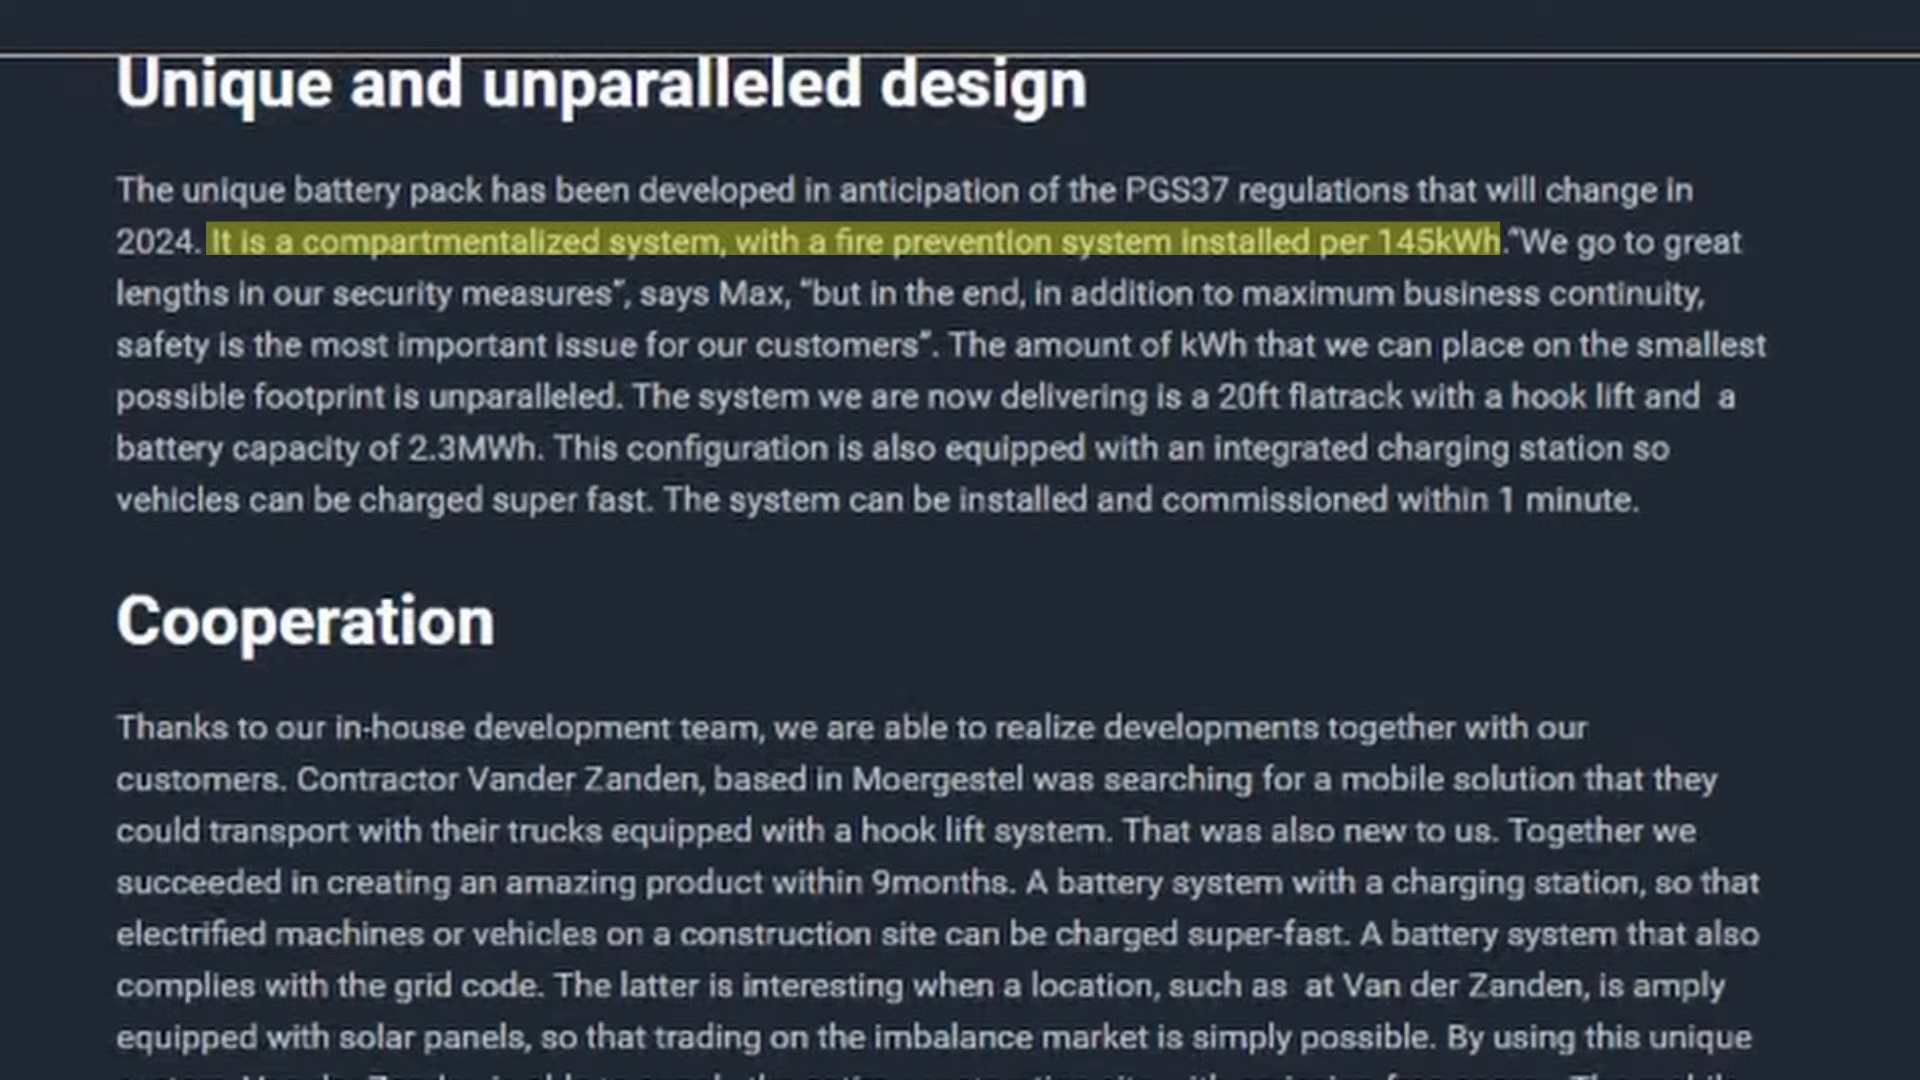 Unique and unparalleled design
The unique battery pack has been developed in anticipation of the PGS37 regulations that will change in
2024. It is a compartmentalized system, with a fire prevention system installed per 145kWh.“We go to great
lengths in our security measures”, says Max, “but in the end, in addition to maximum business continuity,
safety is the most important issue for our customers”. The amount of kWh that we can place on the smallest
possible footprint is unparalleled. The system we are now delivering is a 20ft flatrack with a hook lift and  a
battery capacity of 2.3MWh. This configuration is also equipped with an integrated charging station so
vehicles can be charged super fast. The system can be installed and commissioned within 1 minute.
Cooperation
Thanks to our in-house development team, we are able to realize developments together with our
customers. Contractor Vander Zanden, based in Moergestel was searching for a mobile solution that they
could transport with their trucks equipped with a hook lift system. That was also new to us. Together we
succeeded in creating an amazing product within 9months. A battery system with a charging station, so that
electrified machines or vehicles on a construction site can be charged super-fast. A battery system that also
complies with the grid code. The latter is interesting when a location, such as  at Van der Zanden, is amply
equipped with solar panels, so that trading on the imbalance market is simply possible. By using this unique